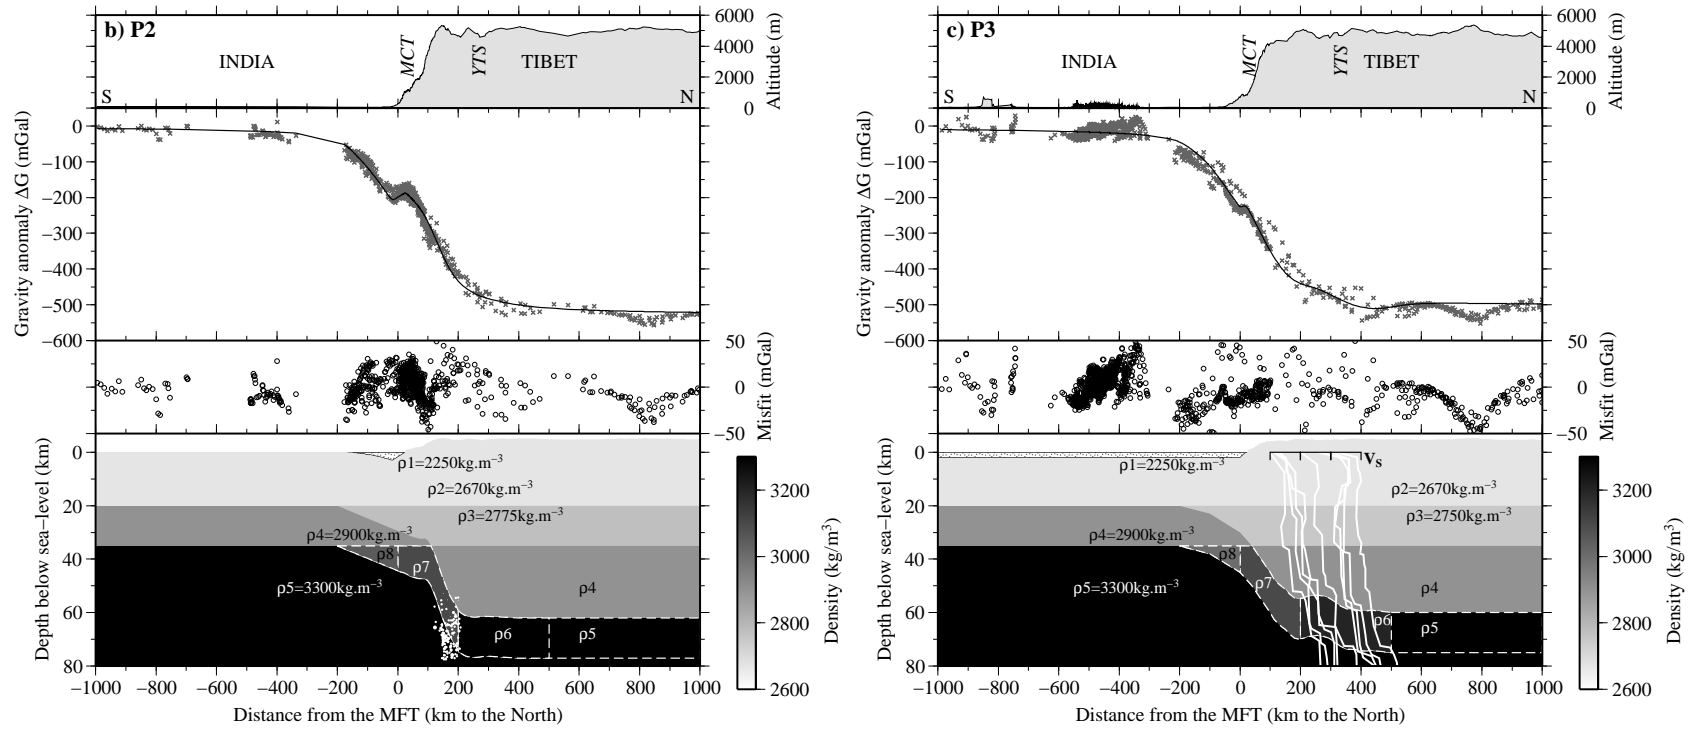 b) P2
INDIA
MCT
YTS
TIBET
S
N
6000
4000
2000
0
Altitude (m)
0
−100
−200
−300
−400
−500
−600
Gravity anomaly ΔG (mGal)
50
0
−50
Misfit (mGal)
0
20
40
60
80
Depth below sea−level (km)
ρ1=2250kg.m−3
ρ2=2670kg.m−3
ρ3=2775kg.m−3
ρ4=2900kg.m−3
ρ8
ρ7
ρ5=3300kg.m−3
ρ4
ρ6
ρ5
−1000 −800 −600 −400 −200 0 200 400 600 800 1000
Distance from the MFT (km to the North)
3200
3000
2800
2600
Density (kg/m3)
c) P3
INDIA
MCT
YTS
TIBET
S
N
6000
4000
2000
0
Altitude (m)
0
−100
−200
−300
−400
−500
−600
Gravity anomaly ΔG (mGal)
50
0
−50
Misfit (mGal)
0
20
40
60
80
Depth below sea−level (km)
ρ1=2250kg.m−3
Vs
ρ2=2670kg.m−3
ρ3=2750kg.m−3
ρ4=2900kg.m−3
ρ8
ρ7
ρ5=3300kg.m−3
ρ4
ρ6
ρ5
−1000 −800 −600 −400 −200 0 200 400 600 800 1000
Distance from the MFT (km to the North)
3200
3000
2800
2600
Density (kg/m3)